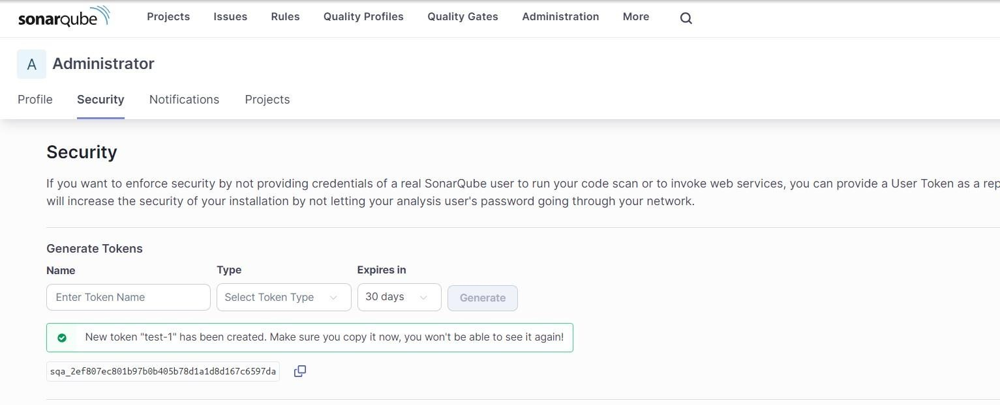 sonarqube Projects Issues Rules Quality Profiles Quality Gates Administration More
A Administrator
Profile Security Notifications Projects
Security
If you want to enforce security by not providing credentials of a real SonarQube user to run your code scan or to invoke web services, you can provide a User Token as a rep
will increase the security of your installation by not letting your analysis user's password going through your network.
Generate Tokens
Name Type Expires in
Enter Token Name Select Token Type 30 days Generate
New token "test-1" has been created. Make sure you copy it now, you won't be able to see it again!
sqa_2ef807ec801b97b0b405b78d1a1d8d167c6597da